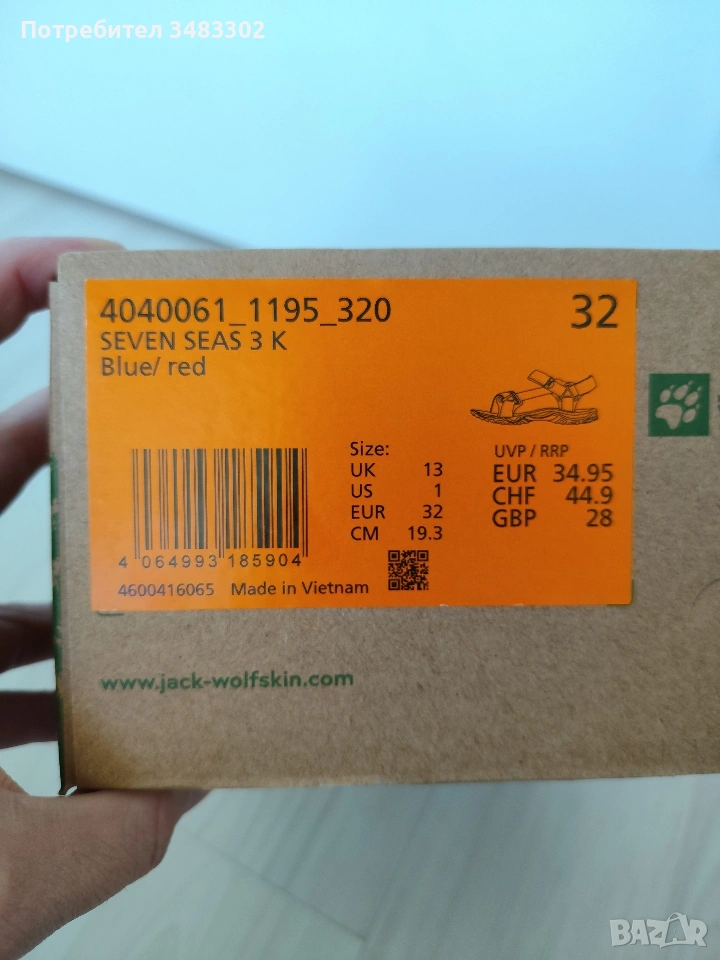 Потребител 3483302
4040061_1195_320 32
SEVEN SEAS 3 K
Blue/ red
Size:
UK 13
US 1
EUR 32
CM 19.3
UVP / RRP
EUR 34.95
CHF 44.9
GBP 28
4 064993 185904
4600416065 Made in Vietnam
www.jack-wolfskin.com
BAZAR